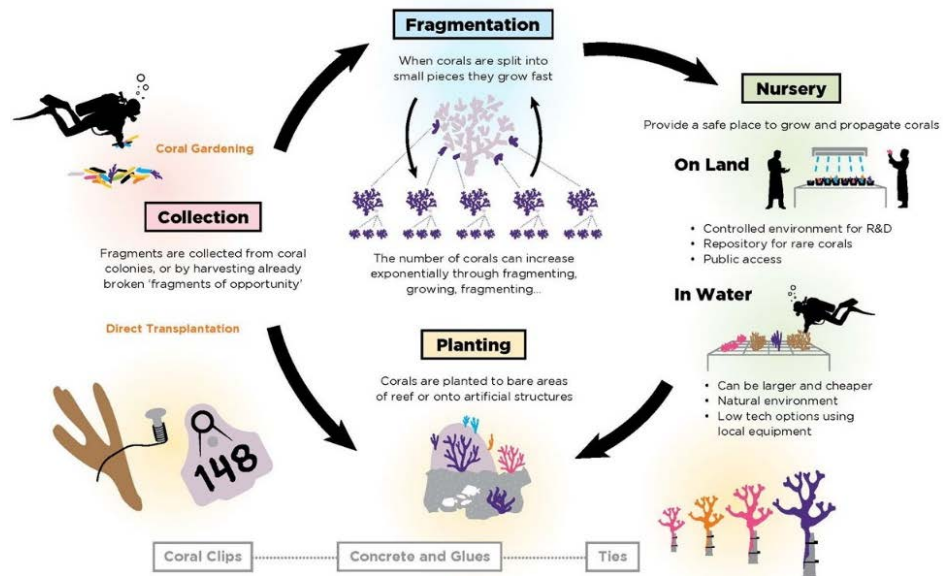 Fragmentation
When corals are split into
small pieces they grow fast
The number of corals can increase
exponentially through fragmenting,
growing, fragmenting...
Coral Gardening
Collection
Fragments are collected from coral
colonies, or by harvesting already
broken 'fragments of opportunity'
Direct Transplantation
148
Nursery
Provide a safe place to grow and propagate corals
On Land
• Controlled environment for R&D
• Repository for rare corals
• Public access
In Water
• Can be larger and cheaper
• Natural environment
• Low tech options using
local equipment
Planting
Corals are planted to bare areas
of reef or onto artificial structures
Coral Clips
Concrete and Glues
Ties